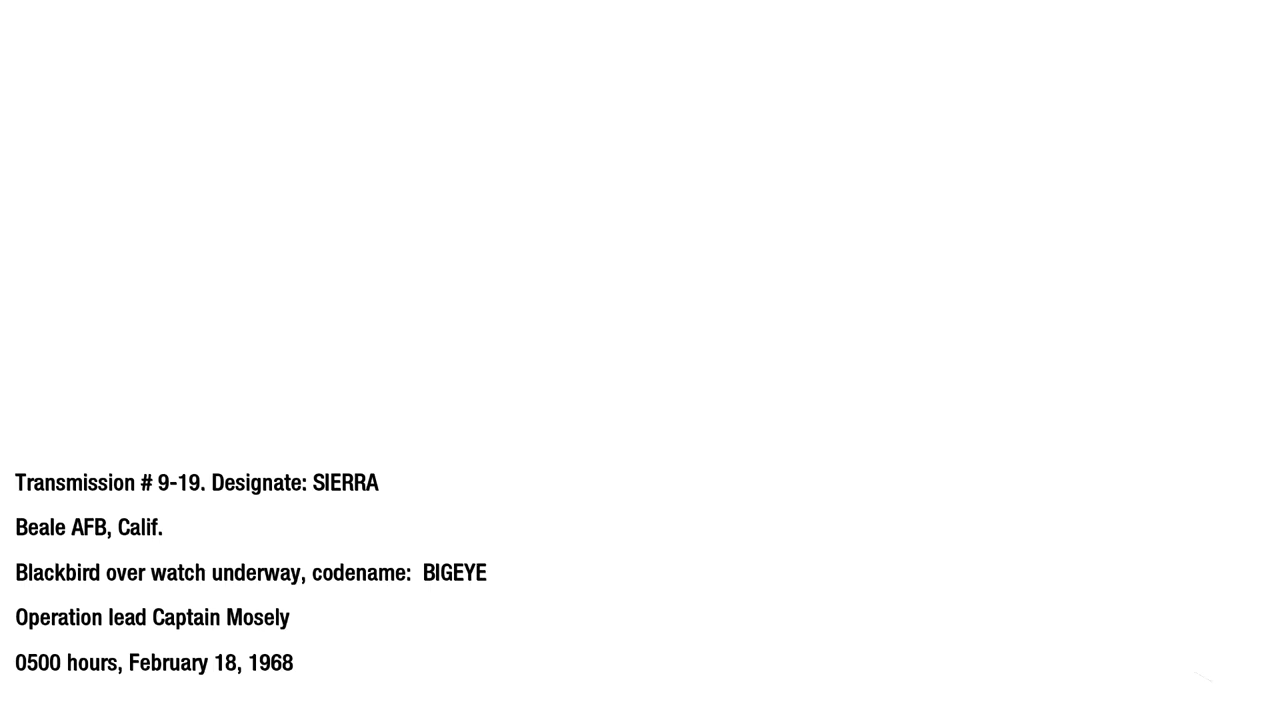 Transmission # 9-19. Designate: SIERRA
Beale AFB, Calif.
Blackbird over watch underway, codename:  BIGEYE
Operation lead Captain Mosely
0500 hours, February 18, 1968